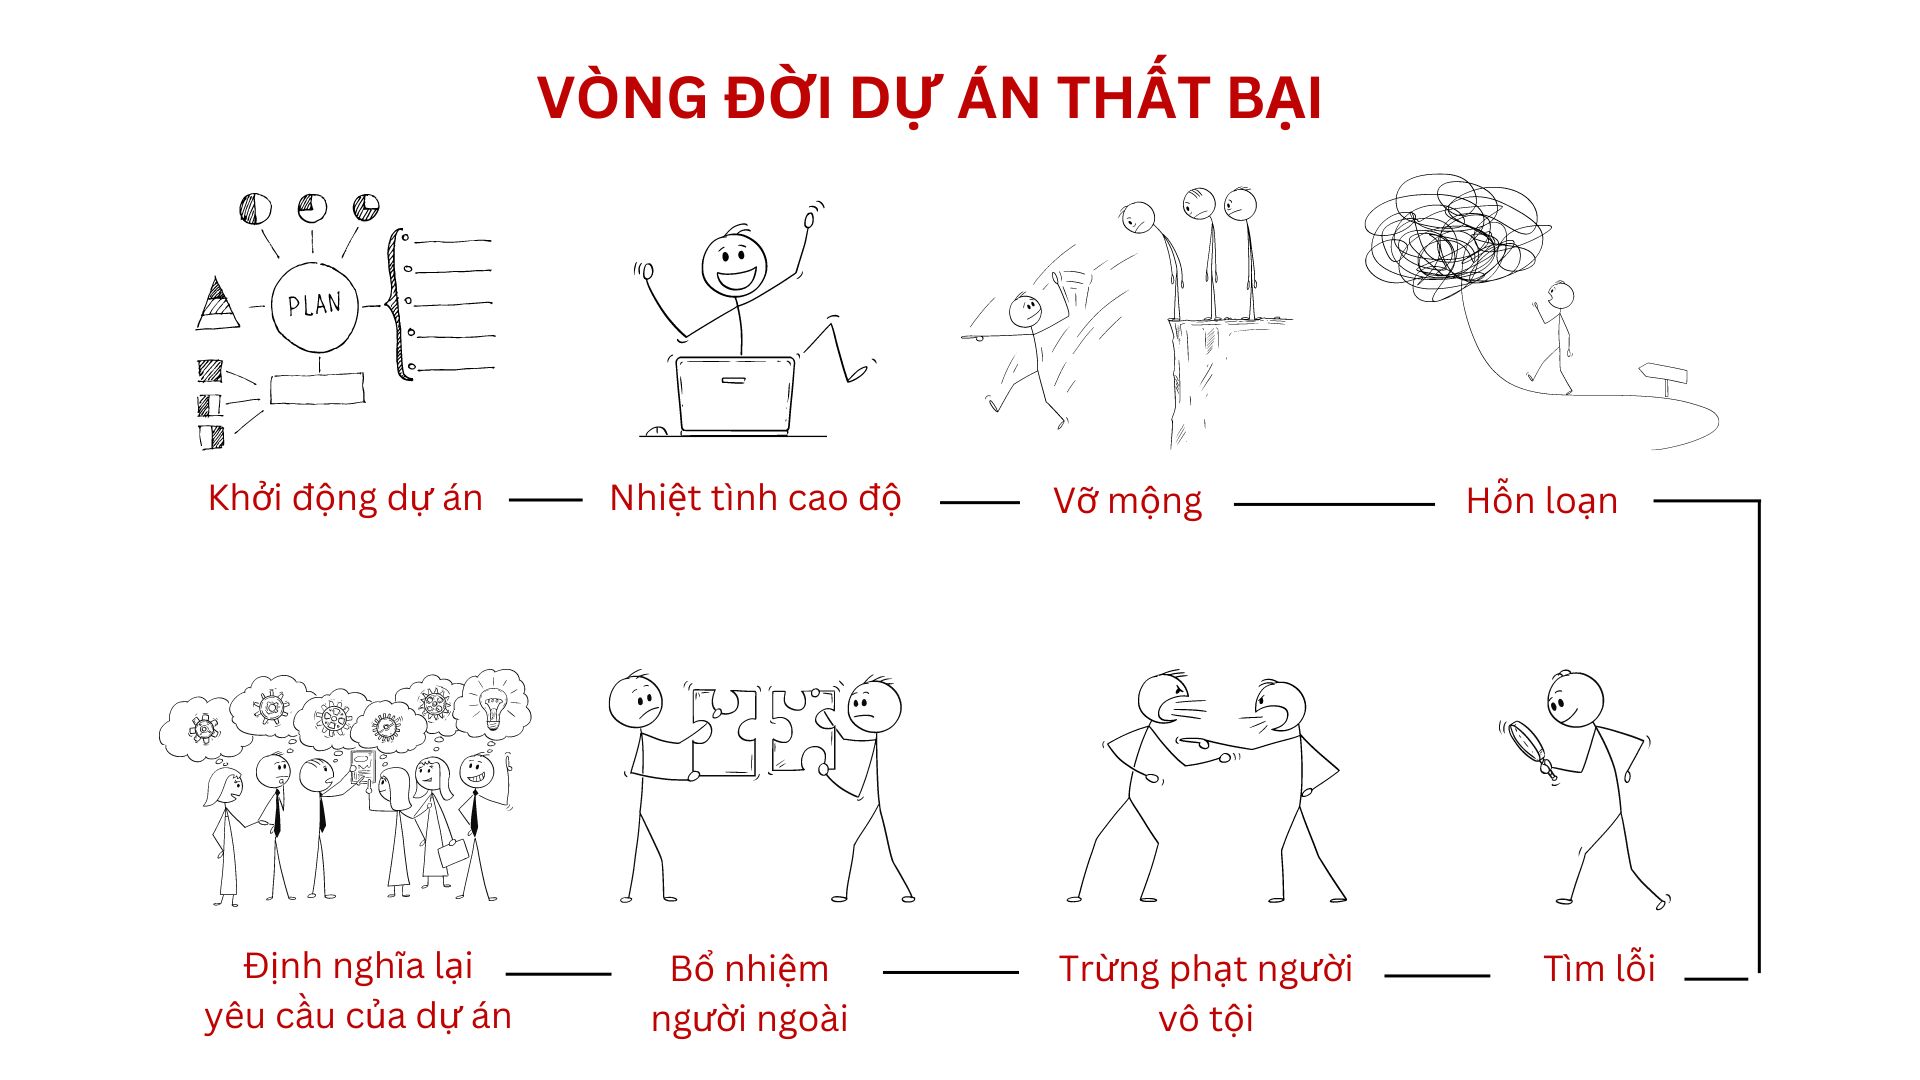 VÒNG ĐỜI DỰ ÁN THẤT BẠI
PLAN
Khởi động dự án
Nhiệt tình cao độ
Vỡ mộng
Hỗn loạn
Định nghĩa lại
yêu cầu của dự án
Bổ nhiệm
người ngoài
Trừng phạt người
vô tội
Tìm lỗi